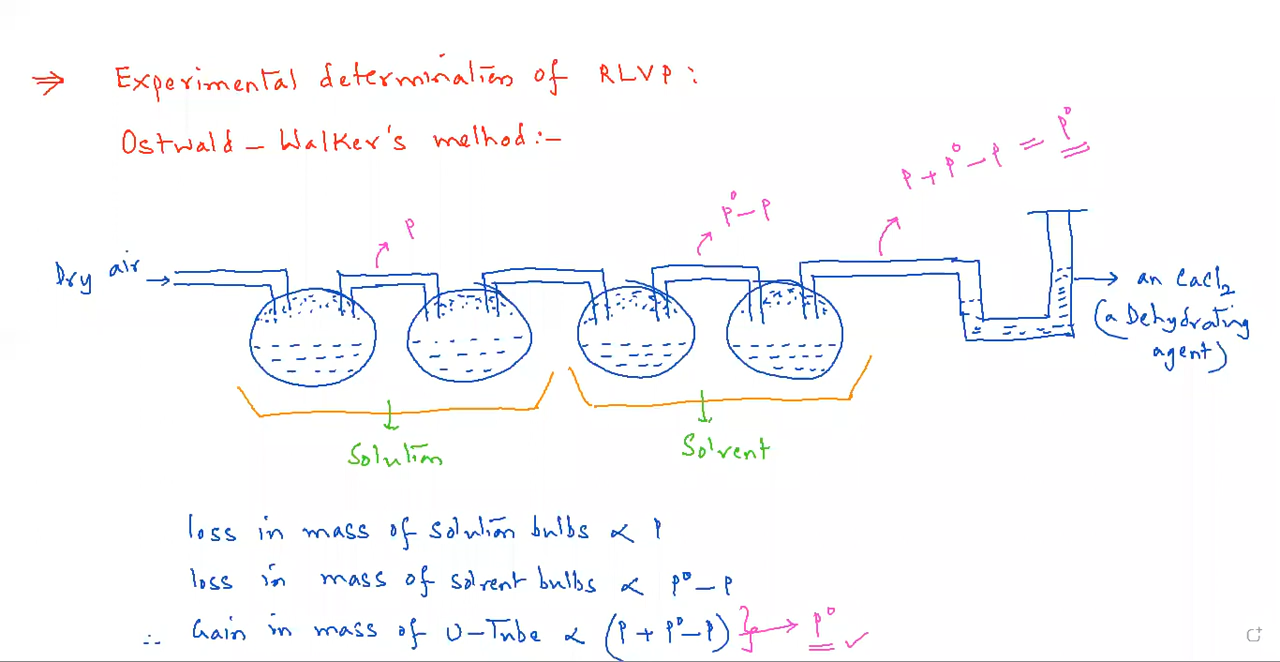 ⇒ Experimental determination of RLVP:
Ostwald - Walker's method:-
P + P° - P = P°
P° - P
P
Dry air →
→ an CaCl₂
(a Dehydrating
agent)
Solution
Solvent
loss in mass of solution bulbs ∝ P
loss in mass of solvent bulbs ∝ P° - P
∴ Gain in mass of U-Tube ∝ (P + P° - P) } → P° ✓